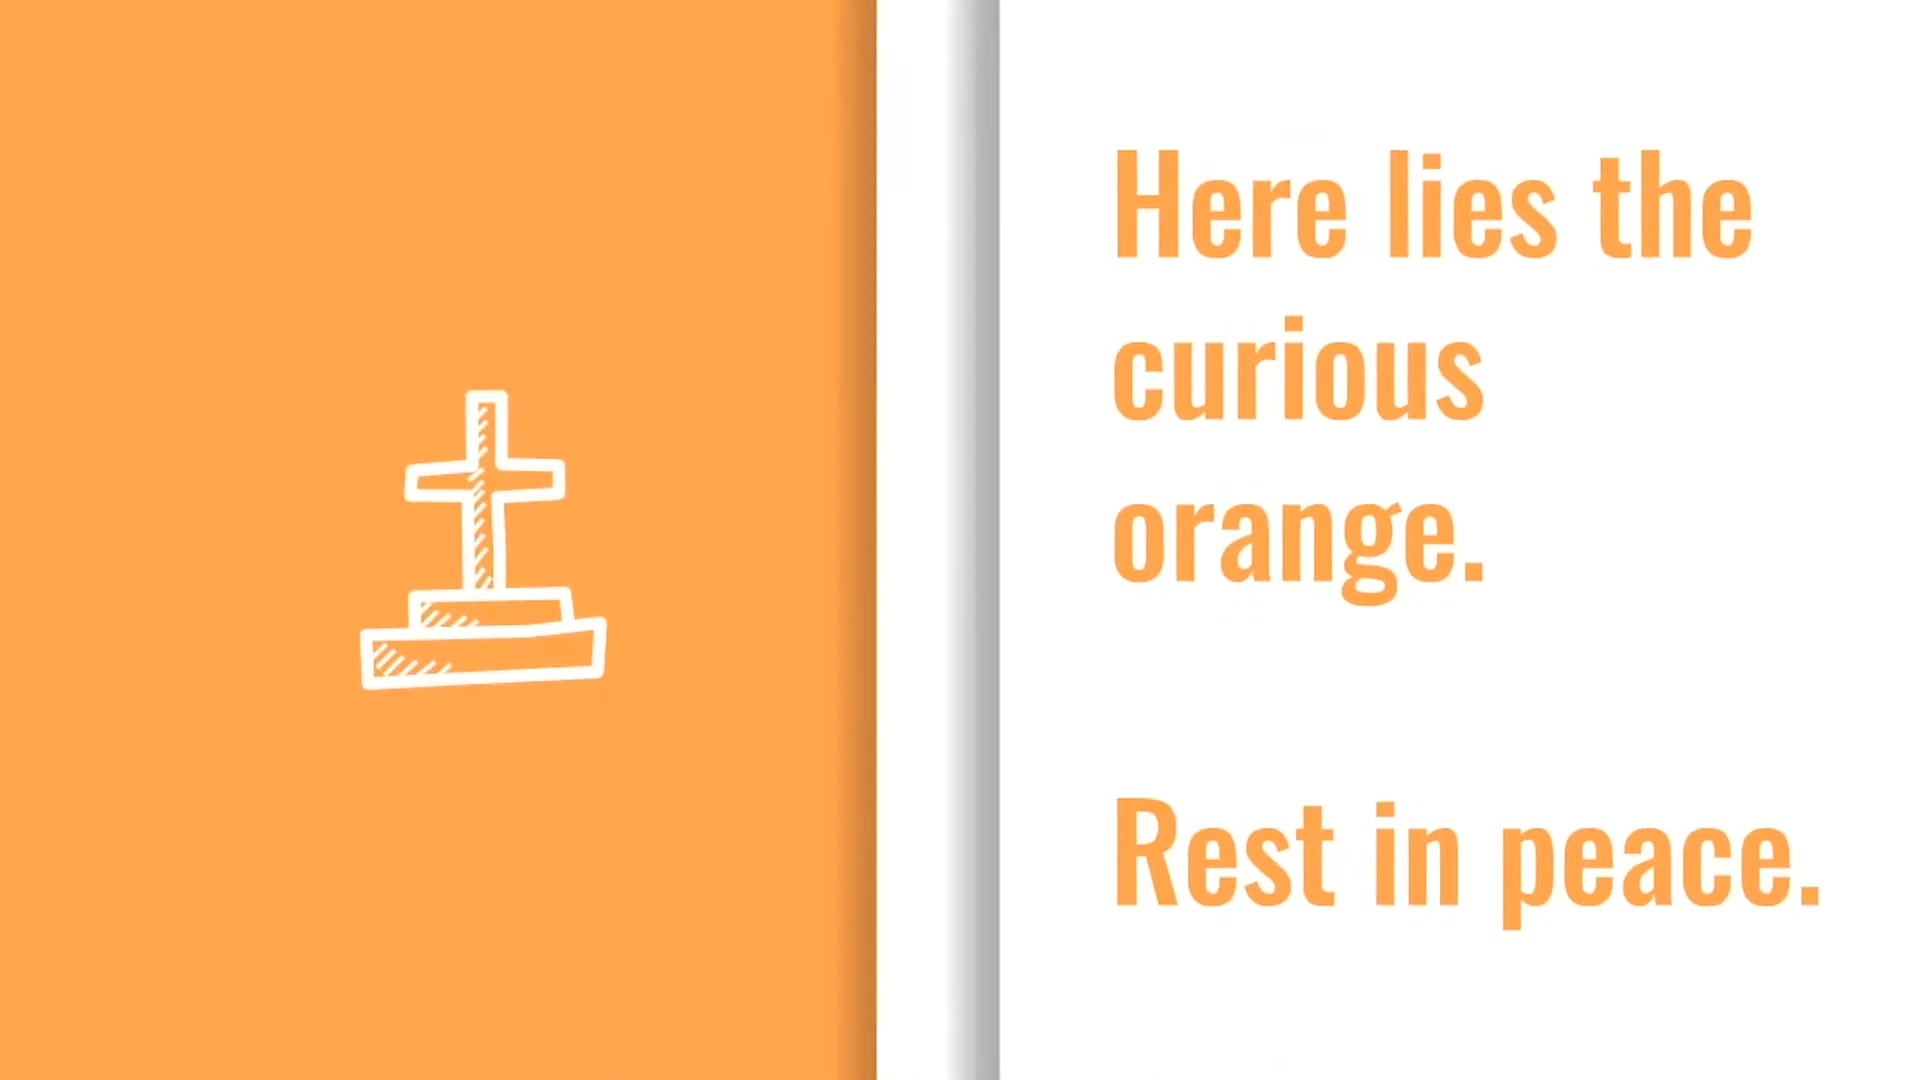 Here lies the
curious
orange.
Rest in peace.